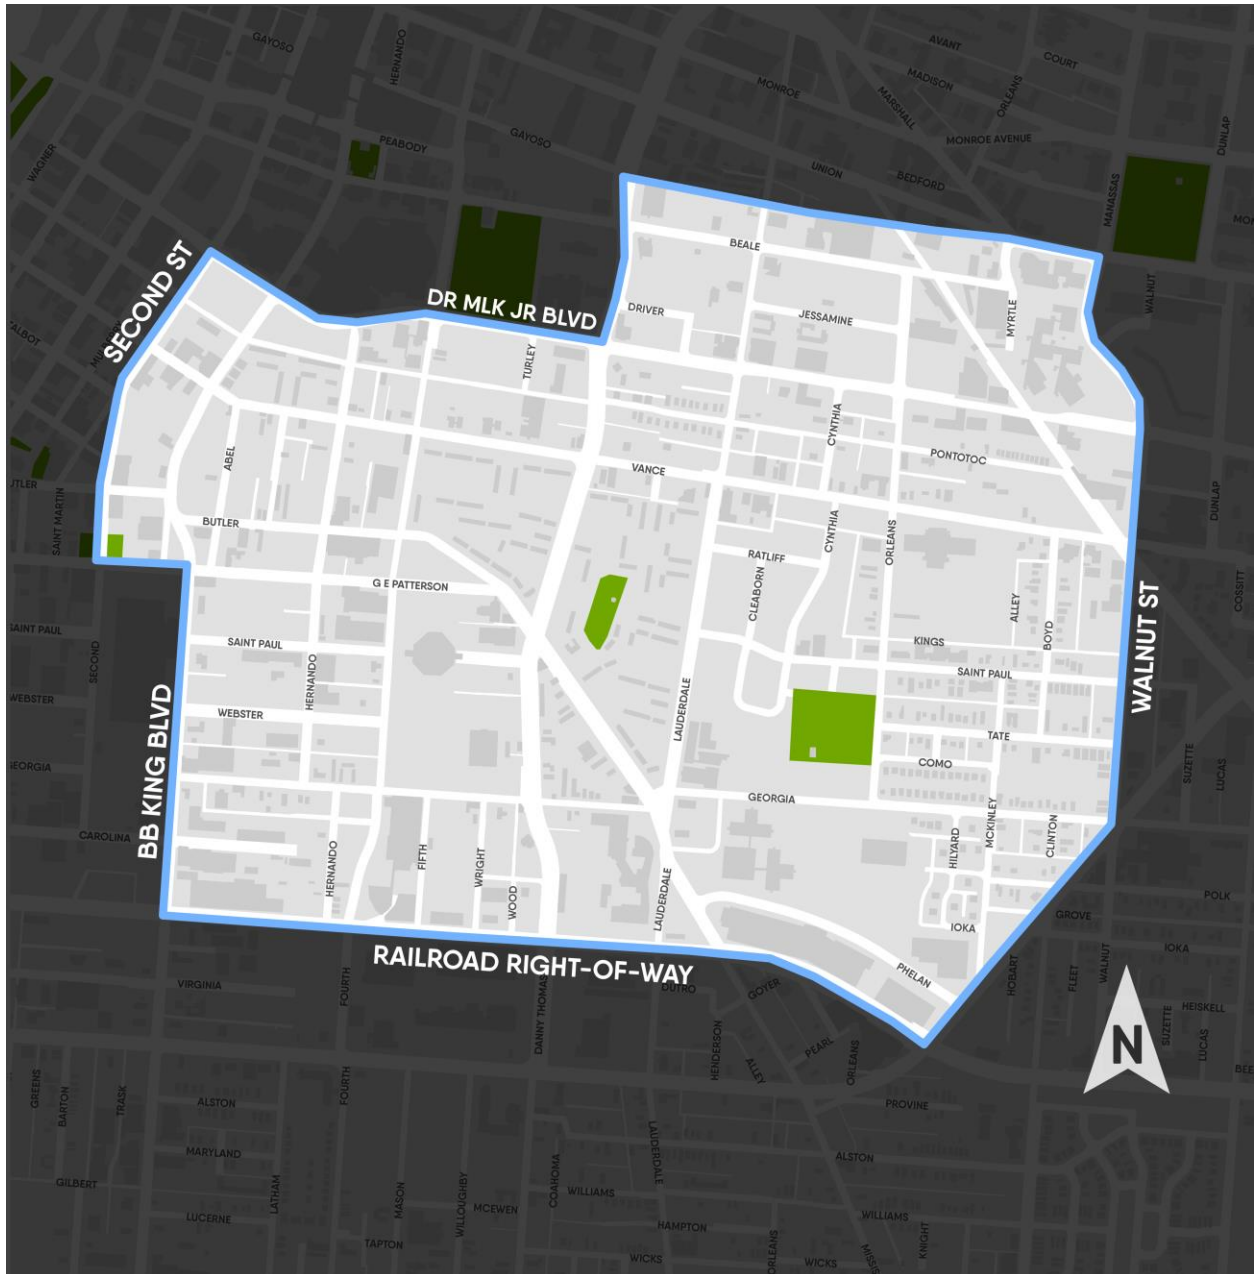 AVANT
COURT
GAYOSO
HERNANDO
MADISON
ORLEANS
MONROE
MARSHALL
DUNLAP
GAYOSO
PEABODY
MONROE AVENUE
WAGNER
UNION
BEDFORD
MANASSAS
BEALE
SECOND ST
WALNUT
DR MLK JR BLVD
DRIVER
JESSAMINE
MYRTLE
TURLEY
CYNTHIA
ABEL
VANCE
PONTOTOC
DUNLAP
SAINT MARTIN
BUTLER
CYNTHIA
ORLEANS
RATLIFF
G E PATTERSON
CLEABORN
ALLEY
COSSITT
SAINT PAUL
SAINT PAUL
SECOND
KINGS
BOYD
WALNUT ST
SAINT PAUL
HERNANDO
LAUDERDALE
WEBSTER
WEBSTER
TATE
SUZETTE
GEORGIA
COMO
LUCAS
BB KING BLVD
GEORGIA
CAROLINA
MCKINLEY
CLINTON
HILYARD
FIFTH
HERNANDO
WRIGHT
WOOD
LAUDERDALE
POLK
GROVE
IOKA
IOKA
RAILROAD RIGHT-OF-WAY
PHELAN
VIRGINIA
FOURTH
DUTRO
GOYER
HOBART
FLEET
WALNUT
N
SUZETTE
HEISKELL
LUCAS
DANNY THOMAS
HENDERSON
PEARL
ALLEY
ORLEANS
GREENS
BARTON
TRASK
FOURTH
ALSTON
PROVINE
MARYLAND
LAUDERDALE
ALSTON
GILBERT
LATHAM
MASON
WILLOUGHBY
COAHOMA
WILLIAMS
LUCERNE
MCEWEN
WILLIAMS
HAMPTON
TAPTON
WICKS
ORLEANS
WICKS
KNIGHT